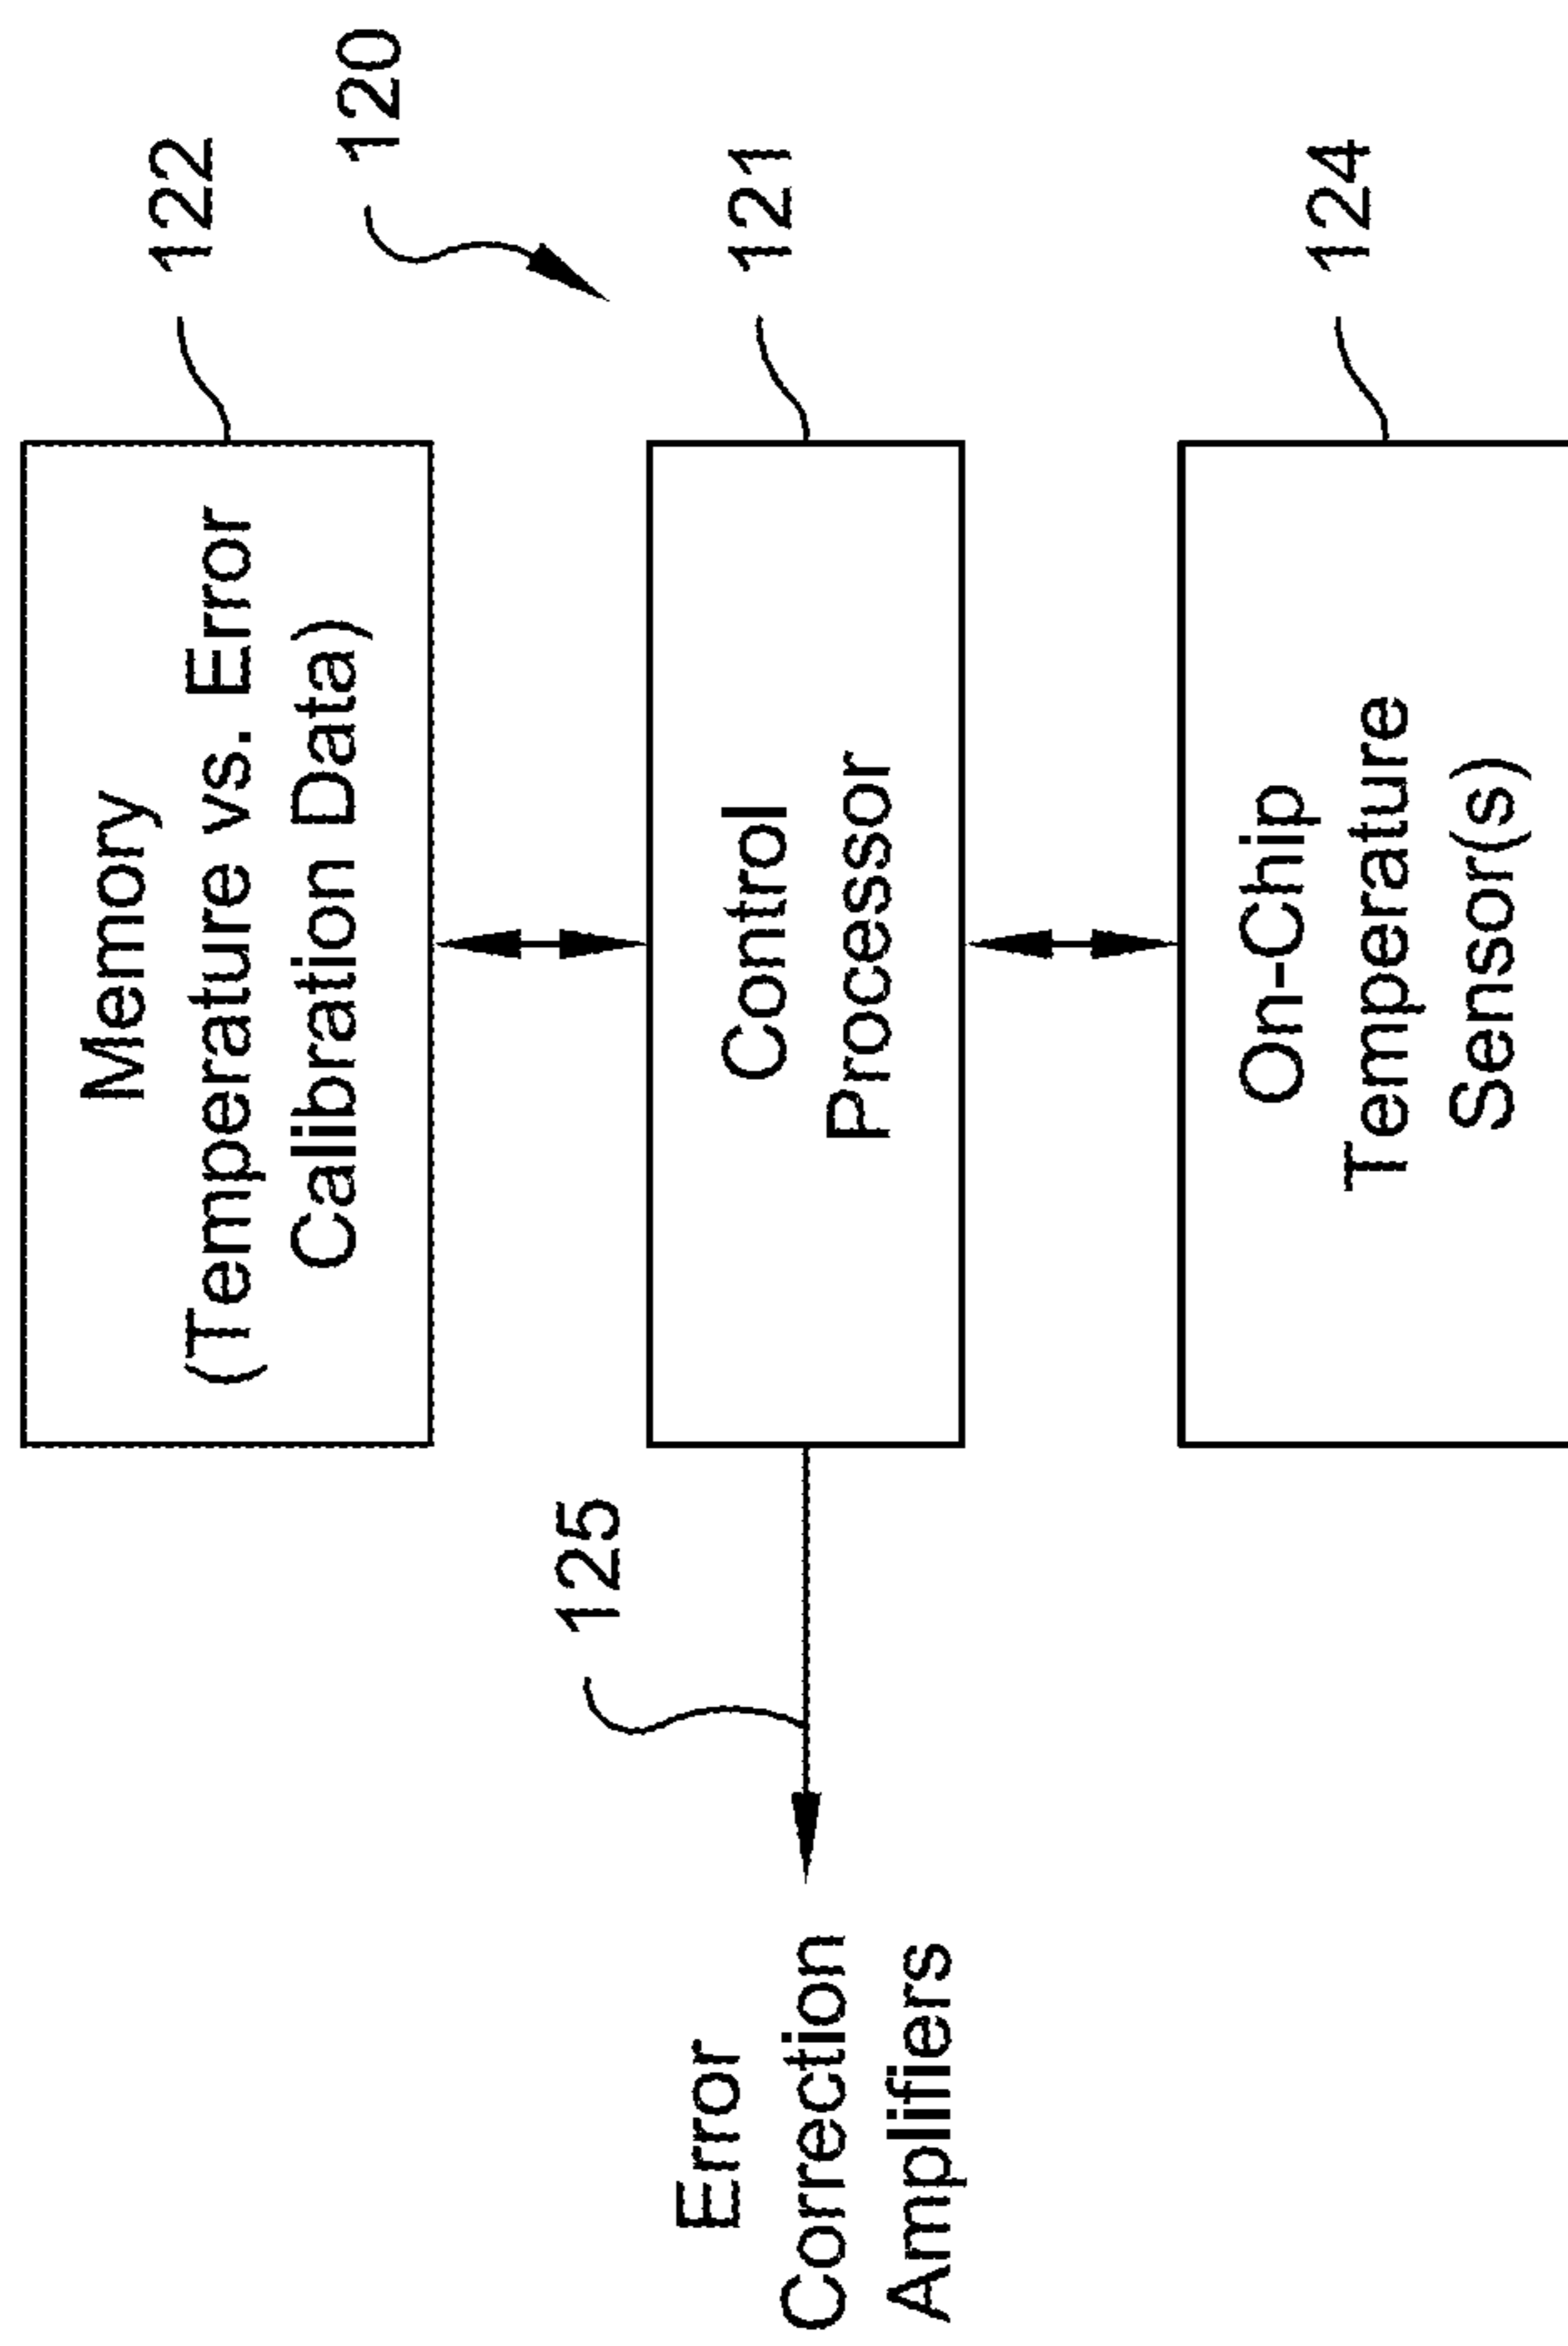 122
120
Memory
(Temperature vs. Error
Calibration Data)
121
Control
Processor
125
Error
Correction
Amplifiers
124
On-Chip
Temperature
Sensor(s)